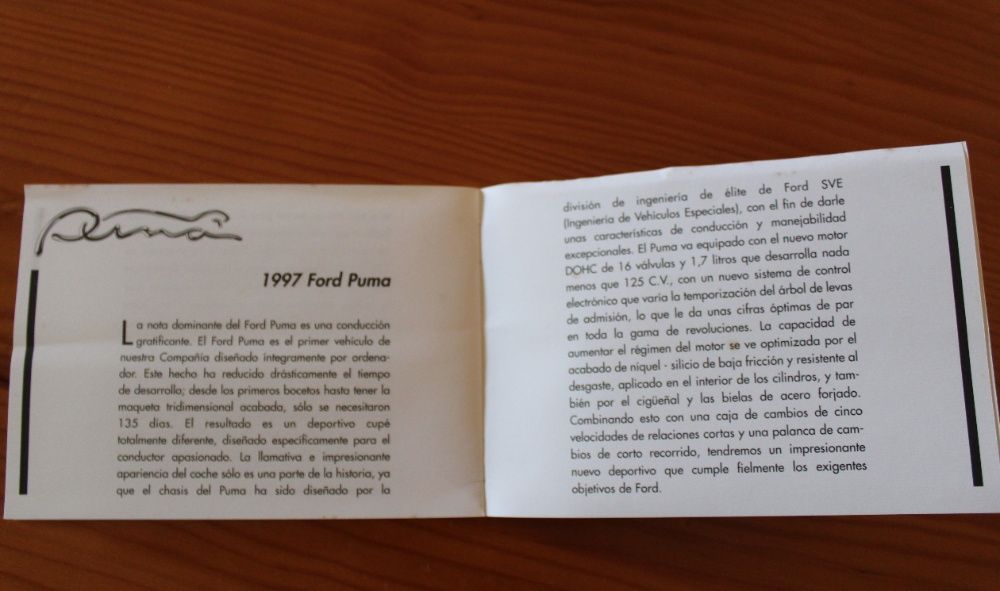 Puma
1997 Ford Puma
La nota dominante del Ford Puma es una conducción
gratificante. El Ford Puma es el primer vehículo de
nuestra Compañía diseñado íntegramente por ordena-
dor. Este hecho ha reducido drásticamente el tiempo
de desarrollo; desde los primeros bocetos hasta tener la
maqueta tridimensional acabada, sólo se necesitaron
135 días. El resultado es un deportivo cupé
totalmente diferente, diseñado específicamente para el
conductor apasionado. La llamativa e impresionante
apariencia del coche sólo es una parte de la historia, ya
que el chasis del Puma ha sido diseñado por la
división de ingeniería de élite de Ford SVE
(Ingeniería de Vehículos Especiales), con el fin de darle
unas características de conducción y manejabilidad
excepcionales. El Puma va equipado con el nuevo motor
DOHC de 16 válvulas y 1,7 litros que desarrolla nada
menos que 125 C.V., con un nuevo sistema de control
electrónico que varía la temporización del árbol de levas
de admisión, lo que le da unas cifras óptimas de par
en toda la gama de revoluciones. La capacidad de
aumentar el régimen del motor se ve optimizada por el
acabado de níquel - silicio de baja fricción y resistente al
desgaste, aplicado en el interior de los cilindros, y tam-
bién por el cigüeñal y las bielas de acero forjado.
Combinando esto con una caja de cambios de cinco
velocidades de relaciones cortas y una palanca de cam-
bios de corto recorrido, tendremos un impresionante
nuevo deportivo que cumple fielmente los exigentes
objetivos de Ford.